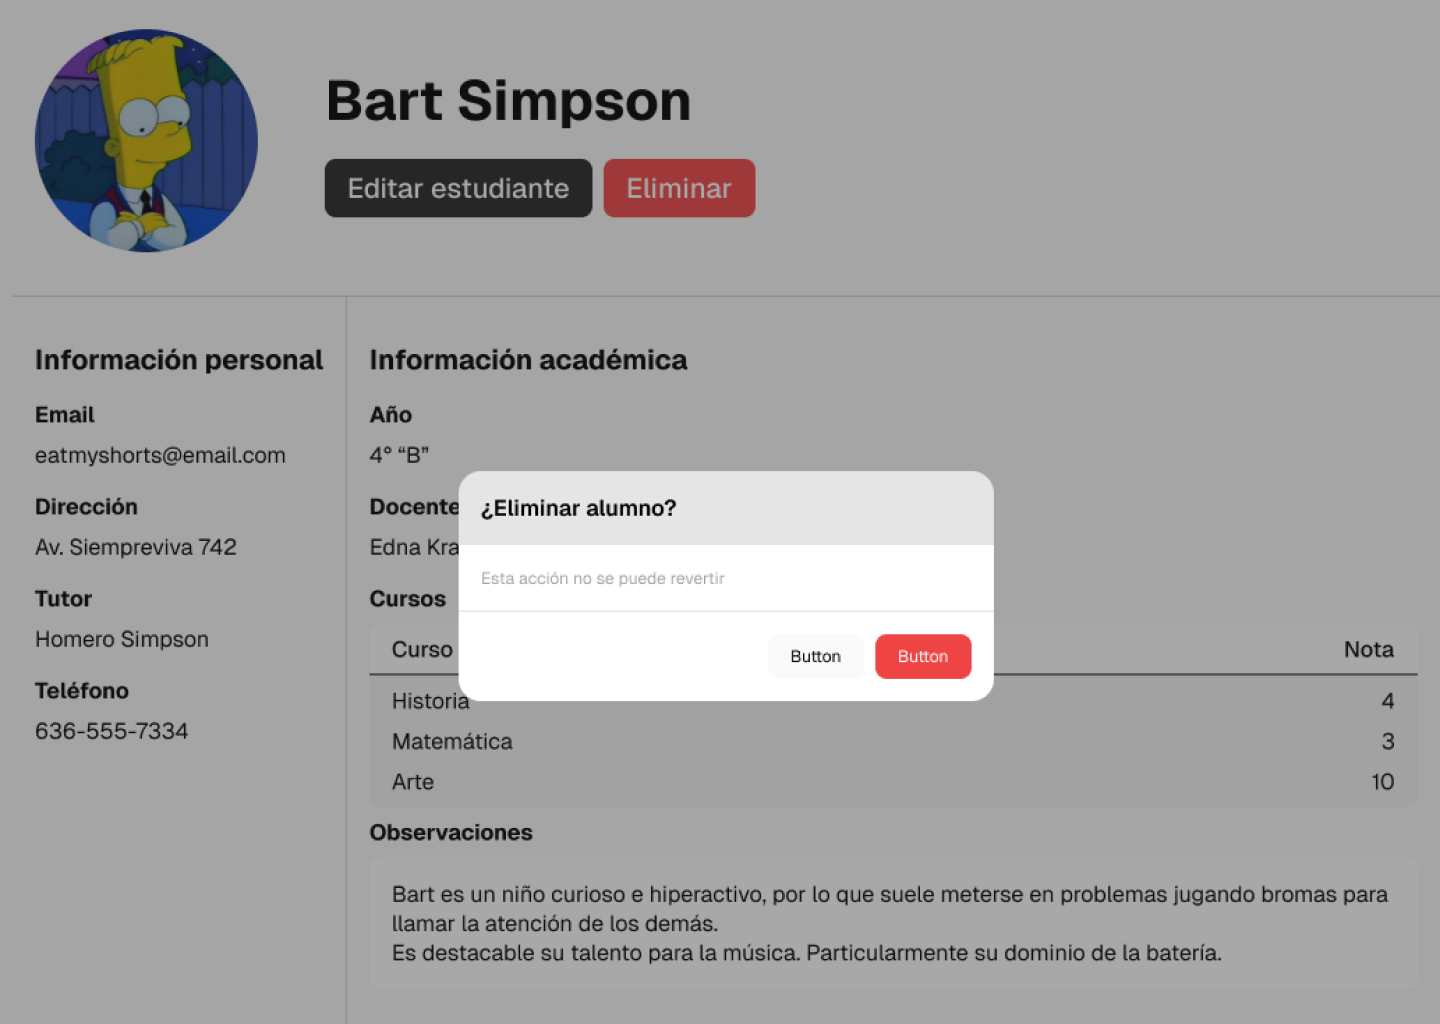 Bart Simpson
Editar estudiante
Eliminar
Información personal
Email
eatmyshorts@email.com
Dirección
Av. Siempreviva 742
Tutor
Homero Simpson
Teléfono
636-555-7334
Información académica
Año
4° “B”
Docente
Edna
Cursos
Curso
Nota
Historia
4
Matemática
3
Arte
10
Observaciones
Bart es un niño curioso e hiperactivo, por lo que suele meterse en problemas jugando bromas para
llamar la atención de los demás.
Es destacable su talento para la música. Particularmente su dominio de la batería.
¿Eliminar alumno?
Esta acción no se puede revertir
Button
Button